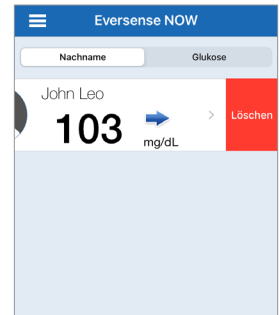 Eversense NOW
Nachname Glukose
John Leo
103 mg/dL
Löschen